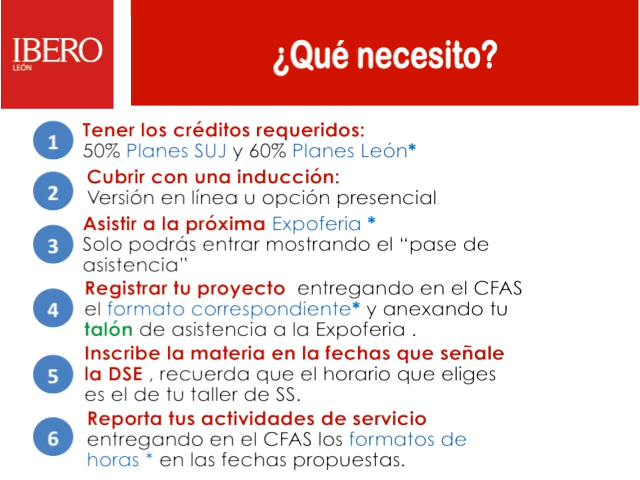 IBERO
LEÓN
¿Qué necesito?
1
Tener los créditos requeridos:
50% Planes SUJ y 60% Planes León*
2
Cubrir con una inducción:
Versión en línea u opción presencial.
3
Asistir a la próxima Expoferia *
Solo podrás entrar mostrando el “pase de
asistencia”
4
Registrar tu proyecto entregando en el CFAS
el formato correspondiente* y anexando tu
talón de asistencia a la Expoferia .
5
Inscribe la materia en la fechas que señale
la DSE , recuerda que el horario que eliges
es el de tu taller de SS.
6
Reporta tus actividades de servicio
entregando en el CFAS los formatos de
horas * en las fechas propuestas.